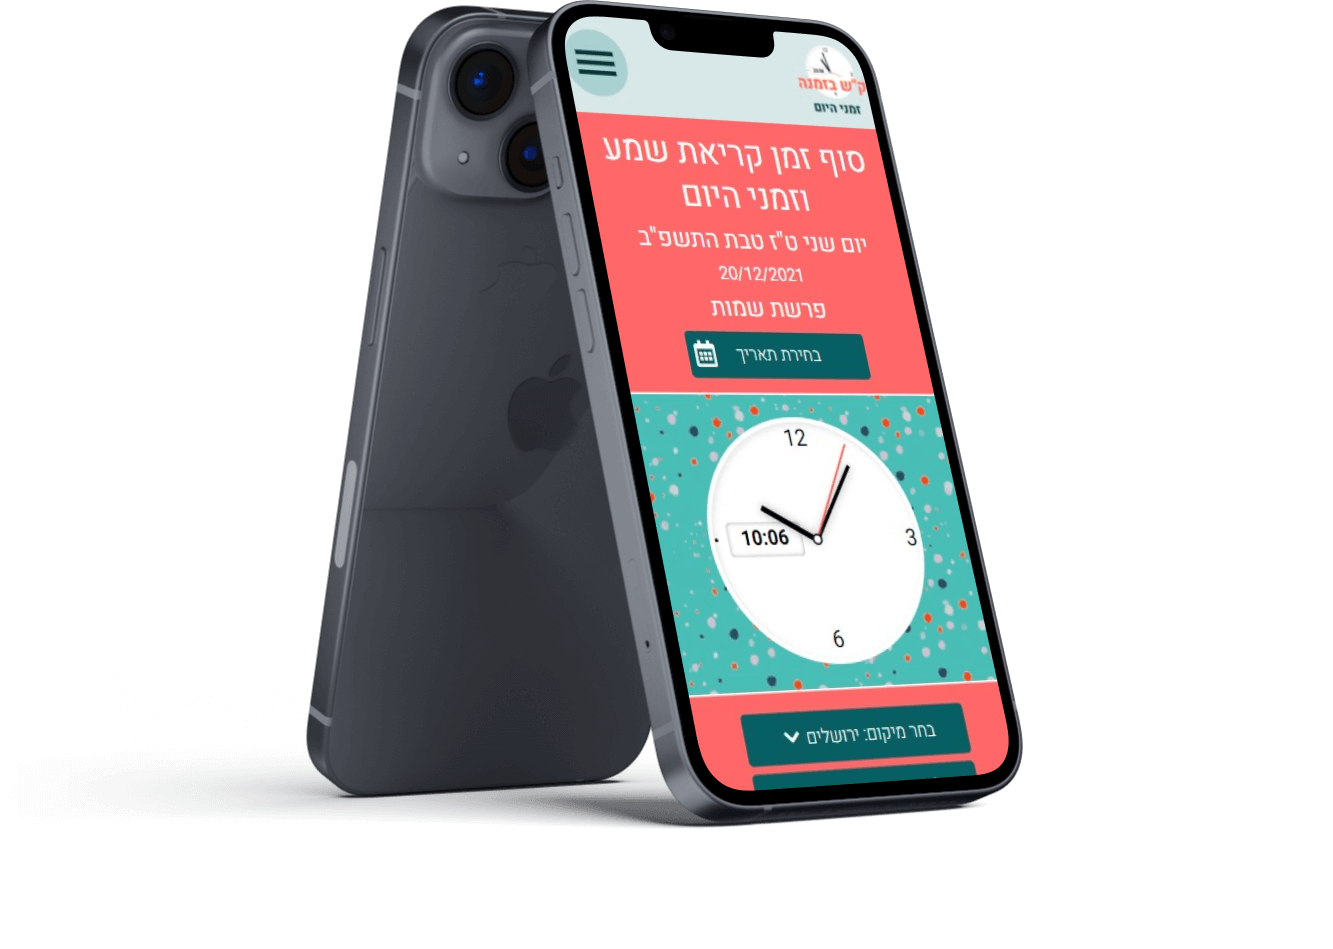 ק"ש בזמנה
זמני היום
סוף זמן קריאת שמע
וזמני היום
יום שני ט"ז טבת התשפ"ב
20/12/2021
פרשת שמות
בחירת תאריך
12
10:06
3
6
בחר מיקום: ירושלים